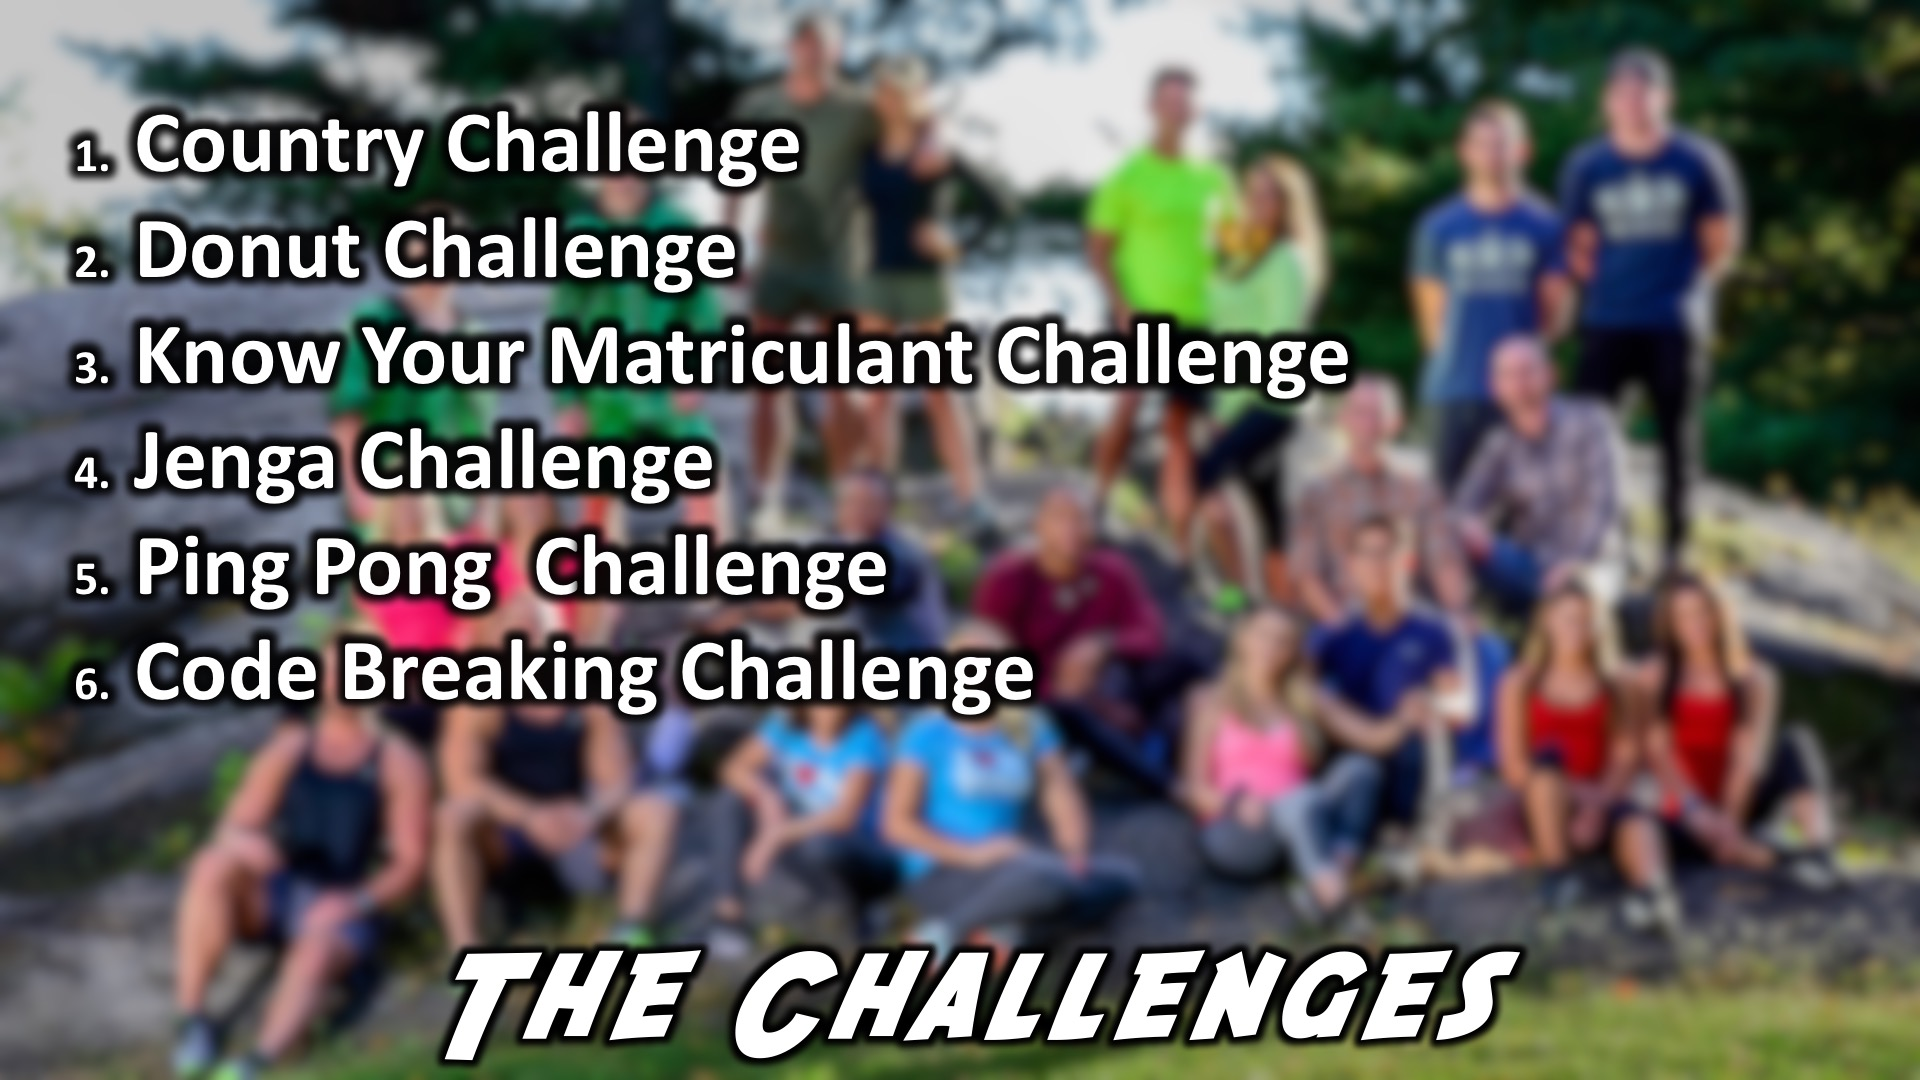 1. Country Challenge
2. Donut Challenge
3. Know Your Matriculant Challenge
4. Jenga Challenge
5. Ping Pong  Challenge
6. Code Breaking Challenge
The Challenges